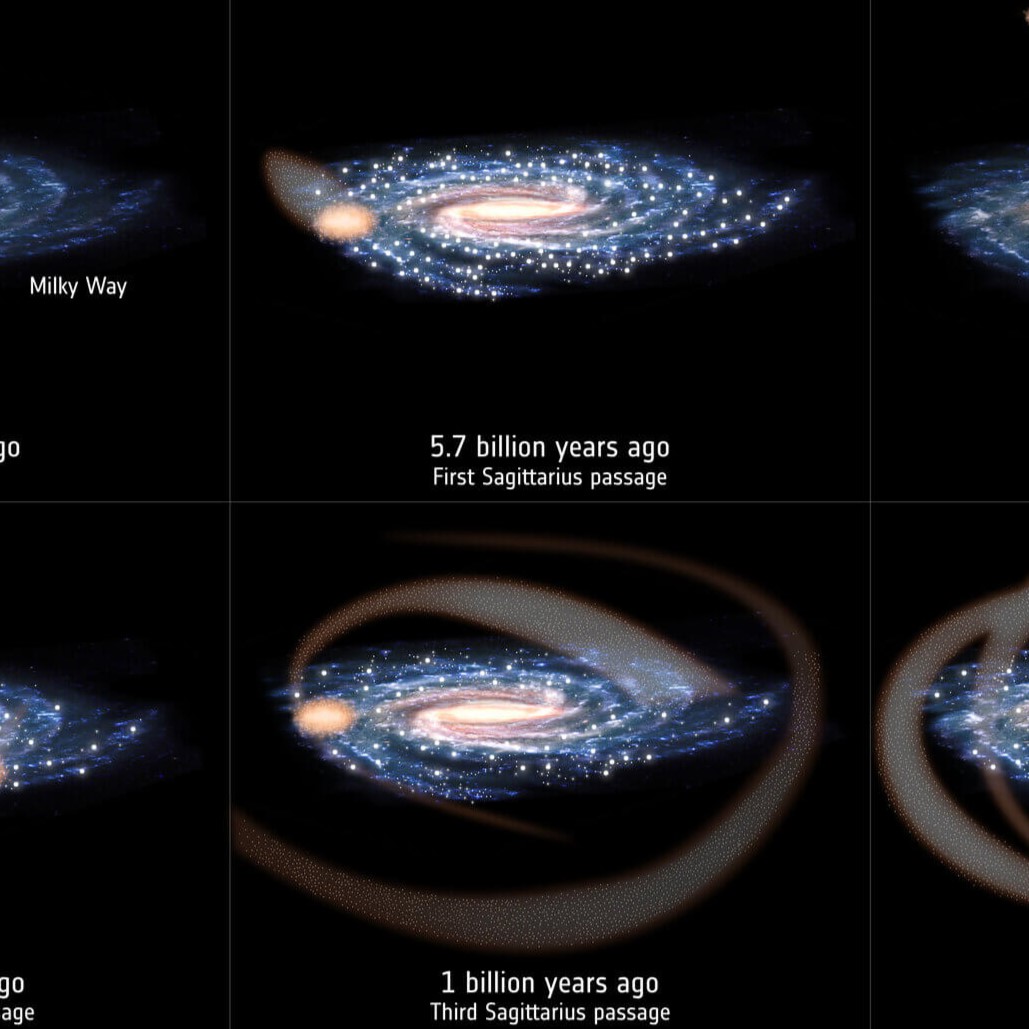 Milky Way
go
5.7 billion years ago
First Sagittarius passage
go
age
1 billion years ago
Third Sagittarius passage